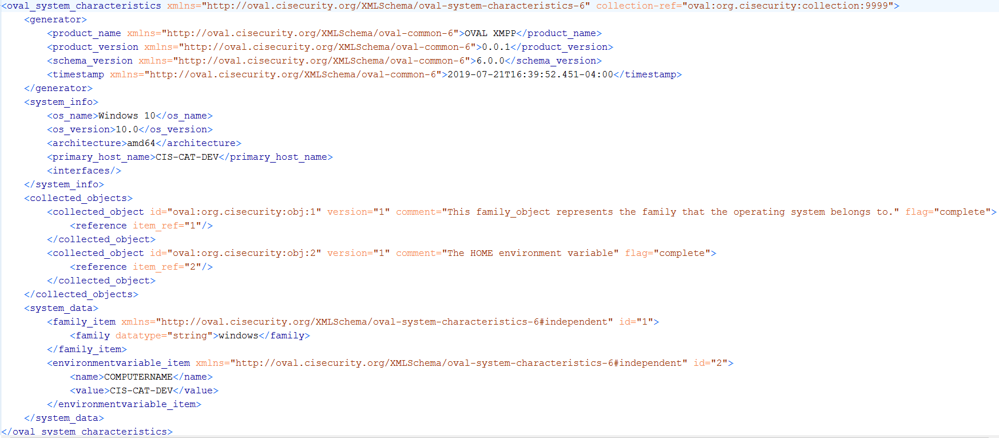 <oval_system_characteristics xmlns="http://oval.cisecurity.org/XMLSchema/oval-system-characteristics-6" collection-ref="oval:org.cisecurity:collection:9999">
<generator>
<product_name xmlns="http://oval.cisecurity.org/XMLSchema/oval-common-6">OVAL XMPP</product_name>
<product_version xmlns="http://oval.cisecurity.org/XMLSchema/oval-common-6">0.0.1</product_version>
<schema_version xmlns="http://oval.cisecurity.org/XMLSchema/oval-common-6">6.0.0</schema_version>
<timestamp xmlns="http://oval.cisecurity.org/XMLSchema/oval-common-6">2019-07-21T16:39:52.451-04:00</timestamp>
</generator>
<system_info>
<os_name>Windows 10</os_name>
<os_version>10.0</os_version>
<architecture>amd64</architecture>
<primary_host_name>CIS-CAT-DEV</primary_host_name>
<interfaces/>
</system_info>
<collected_objects>
<collected_object id="oval:org.cisecurity:obj:1" version="1" comment="This family_object represents the family that the operating system belongs to." flag="complete">
<reference item_ref="1"/>
</collected_object>
<collected_object id="oval:org.cisecurity:obj:2" version="1" comment="The HOME environment variable" flag="complete">
<reference item_ref="2"/>
</collected_object>
</collected_objects>
<system_data>
<family_item xmlns="http://oval.cisecurity.org/XMLSchema/oval-system-characteristics-6#independent" id="1">
<family datatype="string">windows</family>
</family_item>
<environmentvariable_item xmlns="http://oval.cisecurity.org/XMLSchema/oval-system-characteristics-6#independent" id="2">
<name>COMPUTERNAME</name>
<value>CIS-CAT-DEV</value>
</environmentvariable_item>
</system_data>
</oval_system_characteristics>